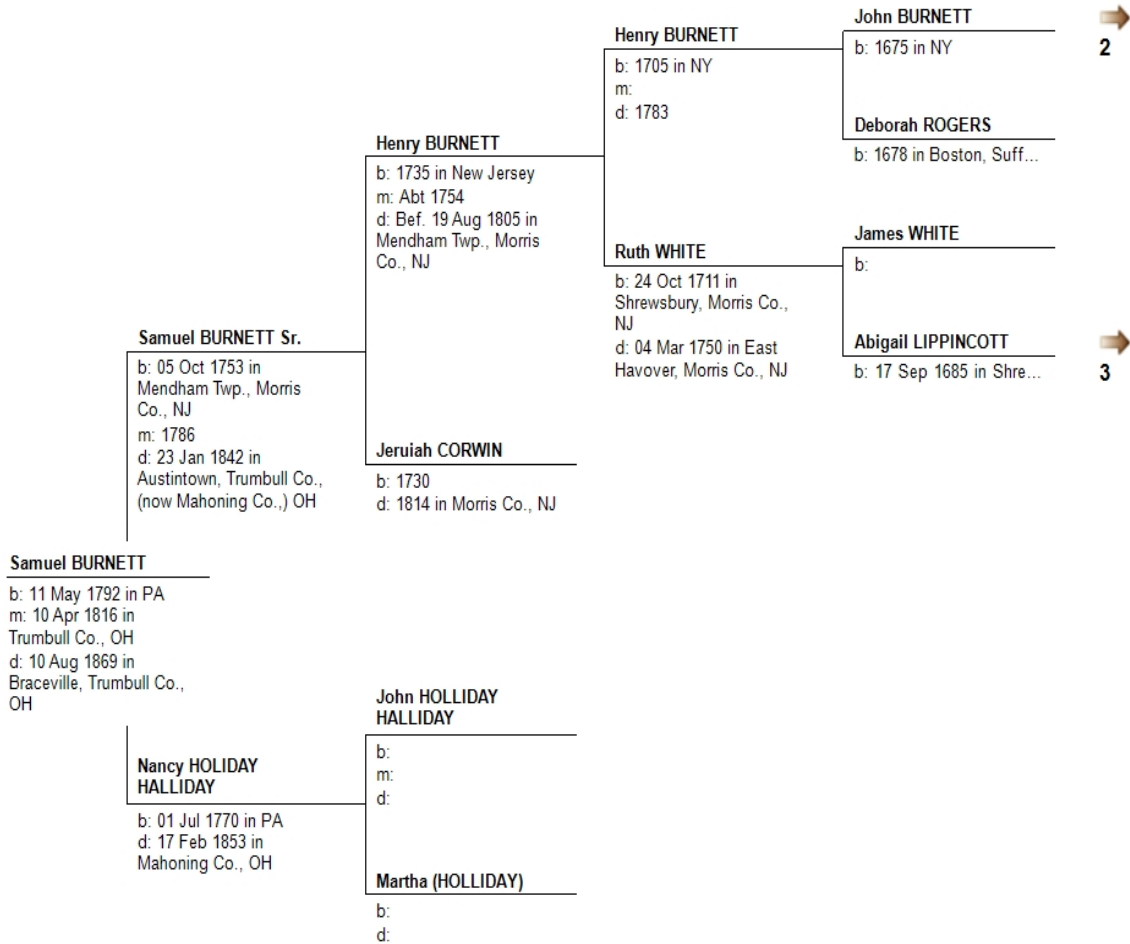 John BURNETT
b: 1675 in NY
2
Henry BURNETT
b: 1705 in NY
m:
d: 1783
Deborah ROGERS
b: 1678 in Boston, Suff...
Henry BURNETT
b: 1735 in New Jersey
m: Abt 1754
d: Bef. 19 Aug 1805 in
Mendham Twp., Morris
Co., NJ
James WHITE
b:
Ruth WHITE
b: 24 Oct 1711 in
Shrewsbury, Morris Co.,
NJ
d: 04 Mar 1750 in East
Havover, Morris Co., NJ
Abigail LIPPINCOTT
b: 17 Sep 1685 in Shre...
3
Samuel BURNETT Sr.
b: 05 Oct 1753 in
Mendham Twp., Morris
Co., NJ
m: 1786
d: 23 Jan 1842 in
Austintown, Trumbull Co.,
(now Mahoning Co.,) OH
Jeruiah CORWIN
b: 1730
d: 1814 in Morris Co., NJ
Samuel BURNETT
b: 11 May 1792 in PA
m: 10 Apr 1816 in
Trumbull Co., OH
d: 10 Aug 1869 in
Braceville, Trumbull Co.,
OH
John HOLLIDAY
HALLIDAY
b:
m:
d:
Nancy HOLIDAY
HALLIDAY
b: 01 Jul 1770 in PA
d: 17 Feb 1853 in
Mahoning Co., OH
Martha (HOLLIDAY)
b:
d: